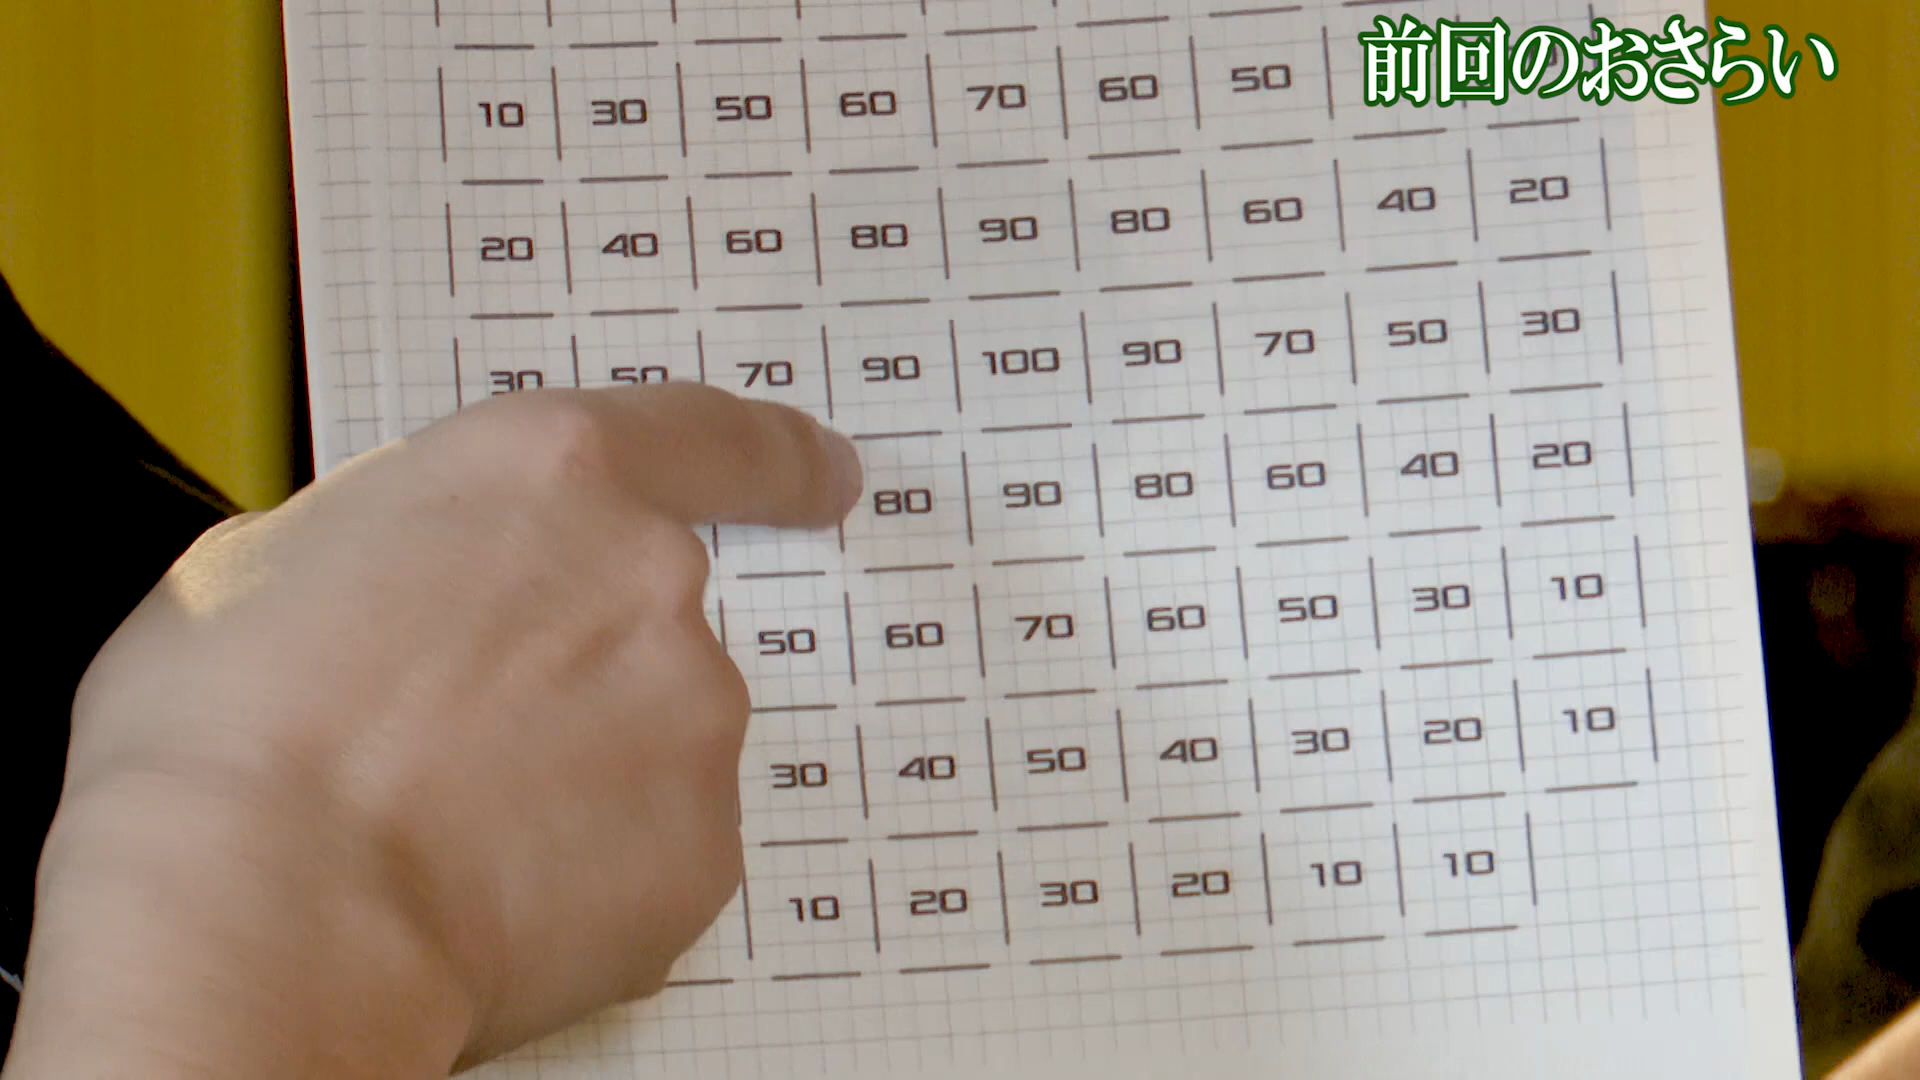 前回のおさらい
10 30 50 60 70 60 50
20 40 60 80 90 80 60 40 20
30 50 70 90 100 90 70 50 30
80 90 80 60 40 20
50 60 70 60 50 30 10
30 40 50 40 30 20 10
10 20 30 20 10 10